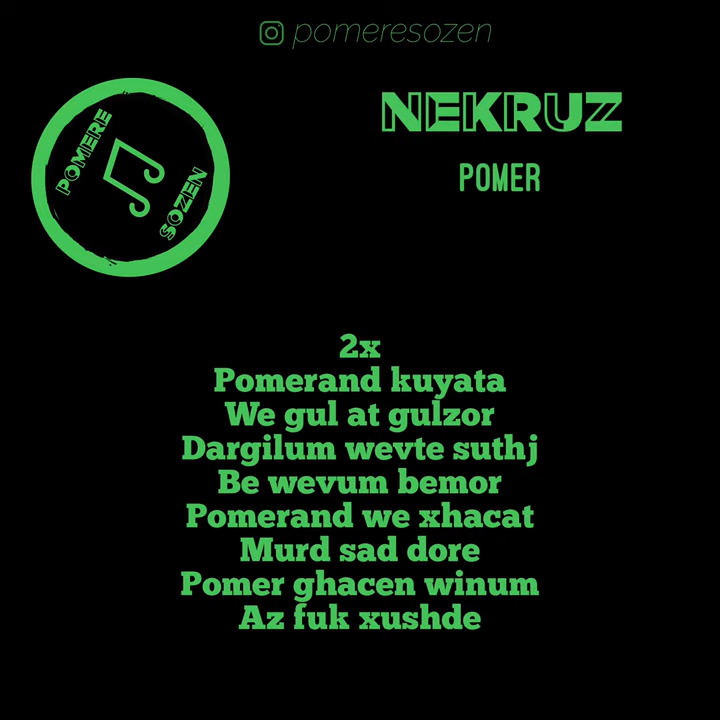 pomeresozen
POMERE
SOZEN
NEKRUZ
POMER
2x
Pomerand kuyata
We gul at gulzor
Dargilum wevte suthj
Be wevum bemor
Pomerand we xhacat
Murd sad dore
Pomer ghacen winum
Az fuk xushde